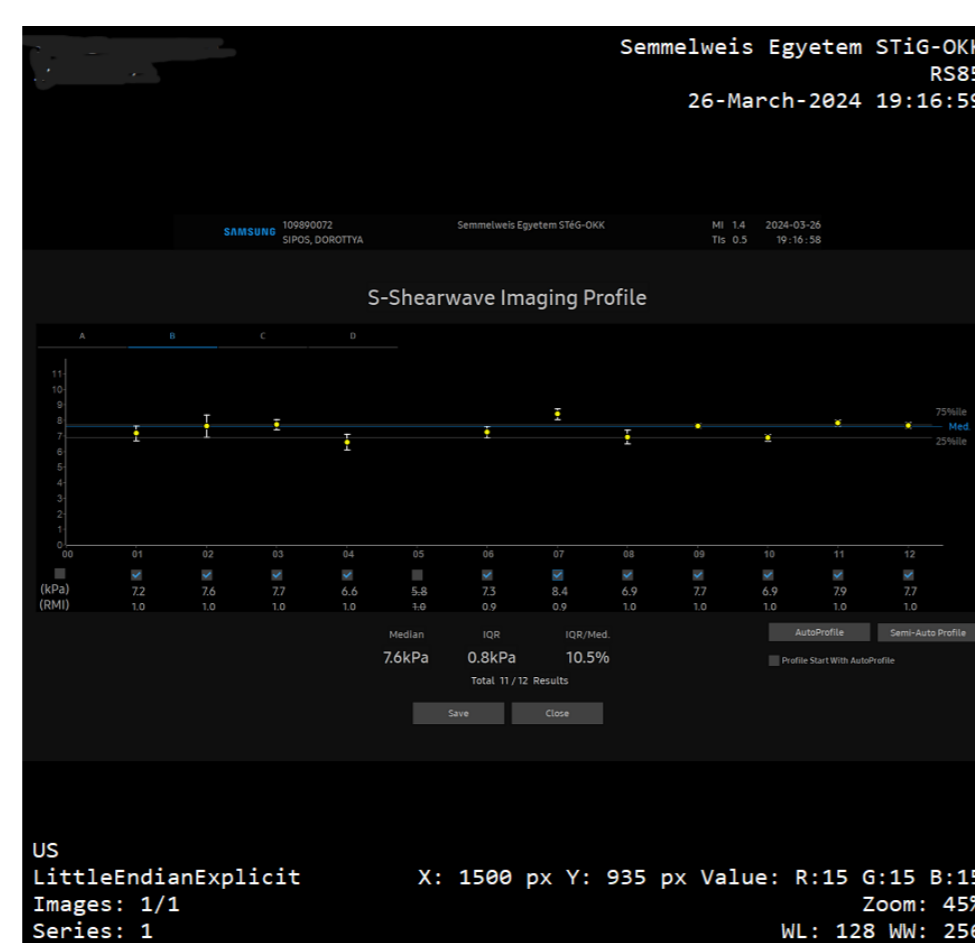 Semmelweis Egyetem STiG-OKK
RS85
26-March-2024 19:16:59
SAMSUNG 109890072 Semmelweis Egyetem STéG-OKK MI 1.4 2024-03-26
SIPOS, DOROTTYA TIs 0.5 19:16:58
S-Shearwave Imaging Profile
A B C D
11
10
9
8
7
6
5
4
3
2
1
0
75%ile
Med.
25%ile
00 01 02 03 04 05 06 07 08 09 10 11 12
(kPa) 7.2 7.6 7.7 6.6 5.8 7.3 8.4 6.9 7.7 6.9 7.9 7.7
(RMI) 1.0 1.0 1.0 1.0 1.0 0.9 0.9 1.0 1.0 1.0 1.0 1.0
Median IQR IQR/Med.
7.6kPa 0.8kPa 10.5%
Total 11 / 12 Results
AutoProfile Semi-Auto Profile
Profile Start With AutoProfile
Save Close
US
LittleEndianExplicit X: 1500 px Y: 935 px Value: R:15 G:15 B:15
Images: 1/1 Zoom: 45%
Series: 1 WL: 128 WW: 256